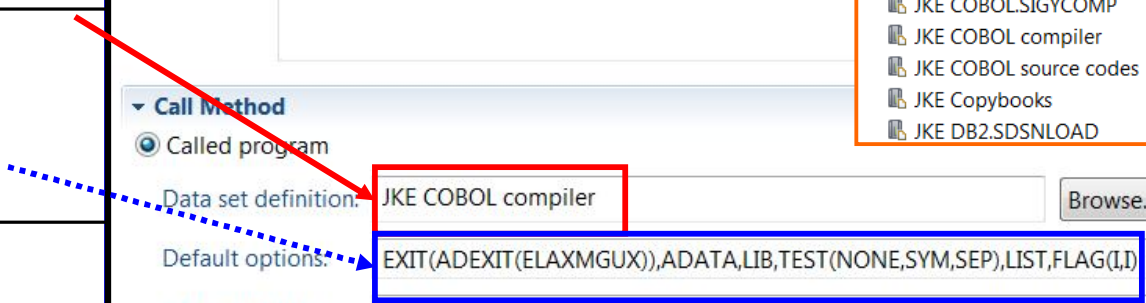 JKE COBOL.SIGYCOMP
JKE COBOL compiler
JKE COBOL source codes
JKE Copybooks
JKE DB2.SDSNLOAD
Call Method
Called program
Data set definition: JKE COBOL compiler Browse.
Default options: EXIT(ADEXIT(ELAXMGUX)),ADATA,LIB,TEST(NONE,SYM,SEP),LIST,FLAG(I,I)